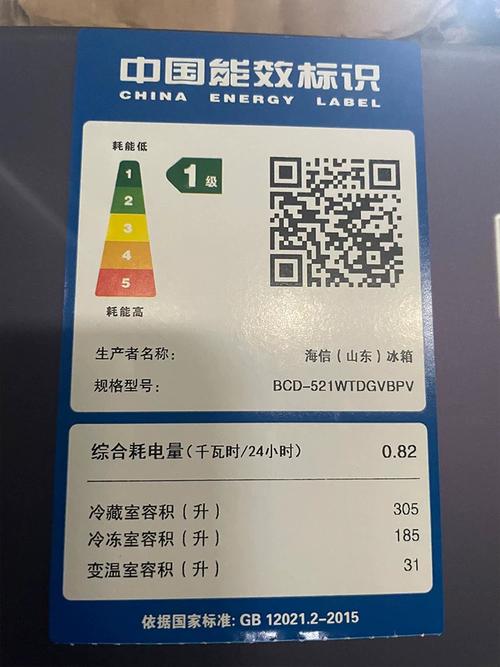 中国能效标识
CHINA ENERGY LABEL
耗能低
1
2
3
4
5
耗能高
1级
生产者名称： 海信（山东）冰箱
规格型号： BCD-521WTDGVBPV
综合耗电量（千瓦时/24小时） 0.82
冷藏室容积（升） 305
冷冻室容积（升） 185
变温室容积（升） 31
依据国家标准: GB 12021.2-2015